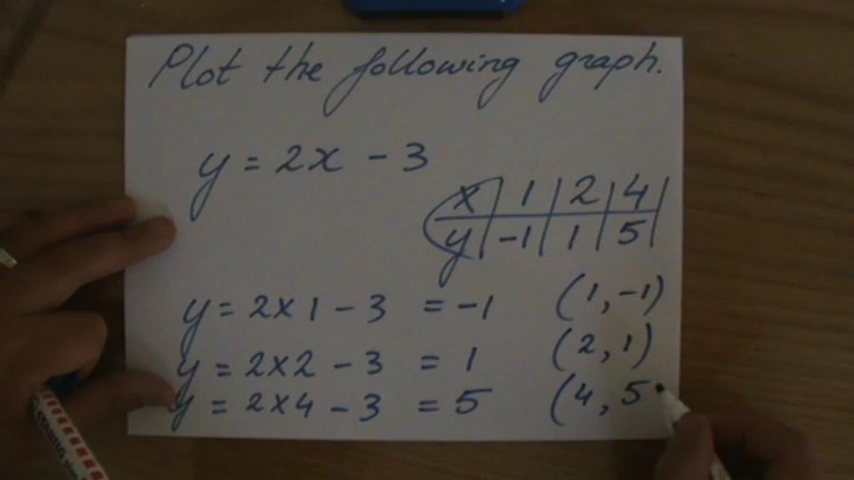 Plot the following graph.
y = 2x - 3
x | 1 | 2 | 4 |
y | -1 | 1 | 5 |
y = 2x1 - 3 = -1 (1, -1)
y = 2x2 - 3 = 1 (2, 1)
y = 2x4 - 3 = 5 (4, 5